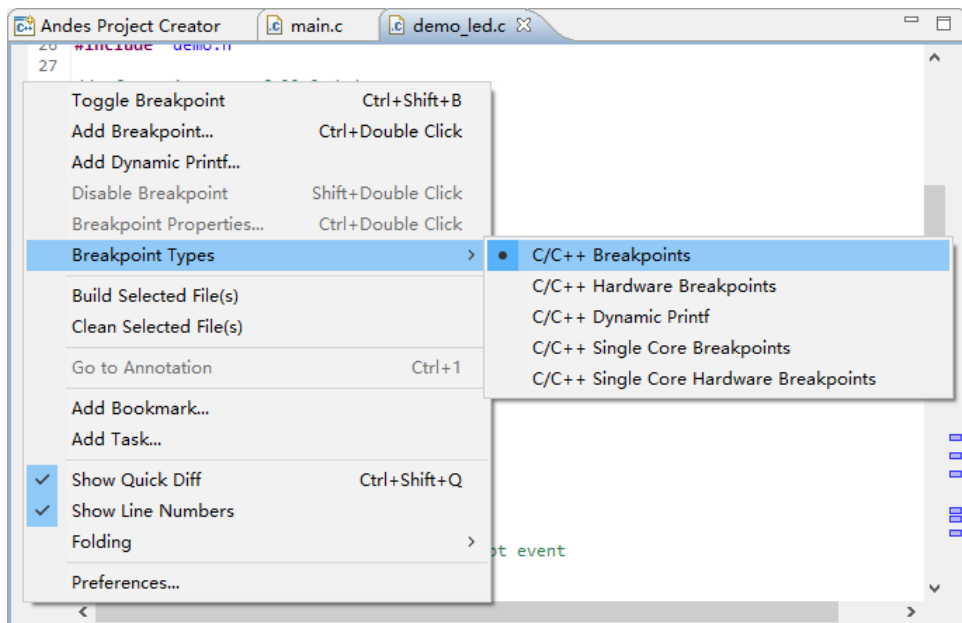 Andes Project Creator main.c demo_led.c
26 #include "demo.h"
27
Toggle Breakpoint Ctrl+Shift+B
Add Breakpoint... Ctrl+Double Click
Add Dynamic Printf...
Disable Breakpoint Shift+Double Click
Breakpoint Properties... Ctrl+Double Click
Breakpoint Types
C/C++ Breakpoints
C/C++ Hardware Breakpoints
C/C++ Dynamic Printf
C/C++ Single Core Breakpoints
C/C++ Single Core Hardware Breakpoints
Build Selected File(s)
Clean Selected File(s)
Go to Annotation Ctrl+1
Add Bookmark...
Add Task...
Show Quick Diff Ctrl+Shift+Q
Show Line Numbers
Folding
event
Preferences...